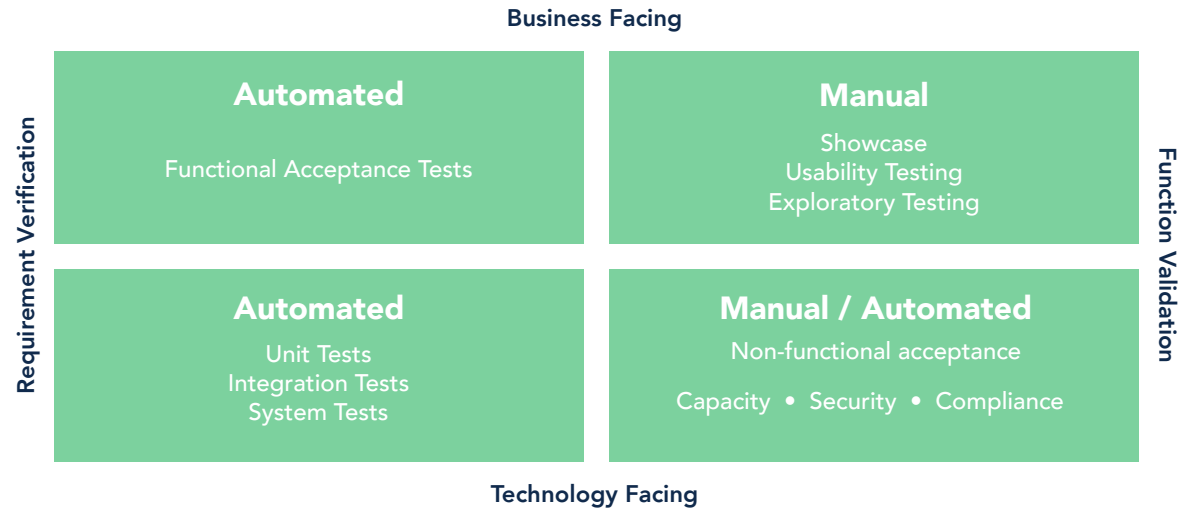 Business Facing
Requirement Verification
Automated
Functional Acceptance Tests
Manual
Showcase
Usability Testing
Exploratory Testing
Function Validation
Automated
Unit Tests
Integration Tests
System Tests
Manual / Automated
Non-functional acceptance
Capacity • Security • Compliance
Technology Facing